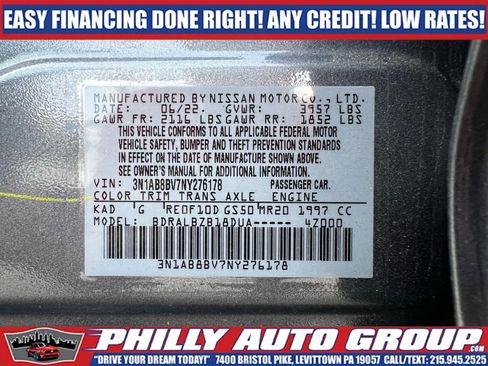 EASY FINANCING DONE RIGHT! ANY CREDIT! LOW RATES!
MANUFACTURED BY NISSAN MOTOR CO., LTD.
DATE: 06/22. GVWR: 3957 LBS
GAWR FR: 2116 LBS GAWR RR: 1852 LBS
THIS VEHICLE CONFORMS TO ALL APPLICABLE FEDERAL MOTOR
VEHICLE SAFETY, BUMPER AND THEFT PREVENTION STANDARDS
IN EFFECT ON THE DATE OF MANUFACTURE SHOWN ABOVE.
SEE OWNER'S MANUAL FOR ADDITIONAL INFORMATION.
VIN: 3N1AB8BV7NY276178 PASSENGER CAR.
COLOR TRIM TRANS AXLE ENGINE
KAD G RE0F10D GS50 MR20 1997 CC
MODEL: BDRALBZB18DUA----- 4Z000
3N1AB8BV7NY276178
PHILLY AUTO GROUP.COM
"DRIVE YOUR DREAM TODAY!" 7400 BRISTOL PIKE, LEVITTOWN PA 19057 CALL/TEXT: 215.945.2525